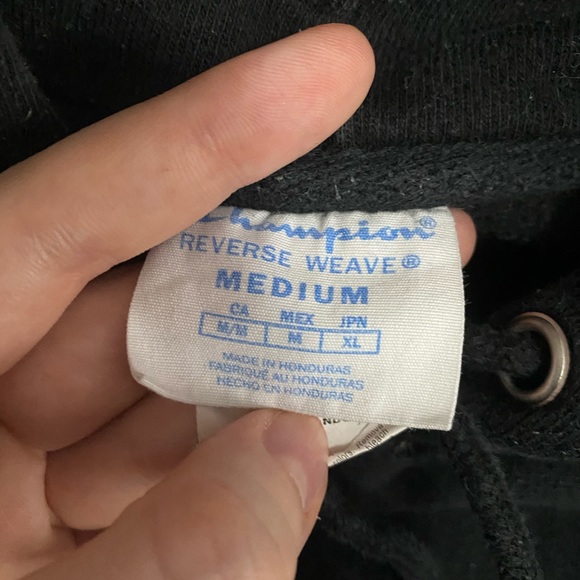 Champion®
REVERSE WEAVE®
MEDIUM
CA MEX JPN
M/M M XL
MADE IN HONDURAS
FABRIQUÉ AU HONDURAS
HECHO EN HONDURAS